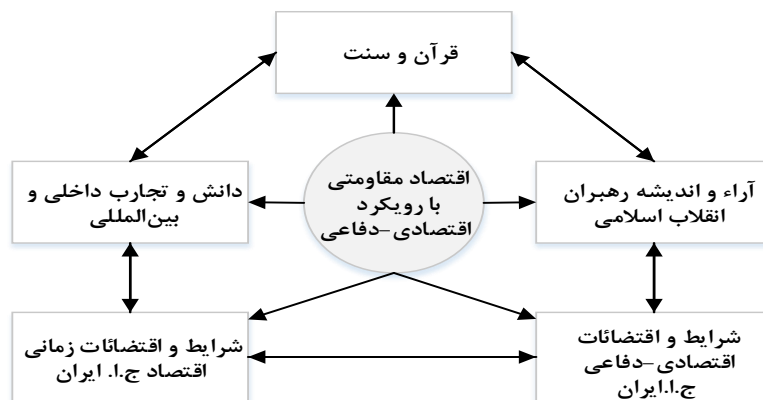 قرآن و سنت
آراء و اندیشه رهبران
انقلاب اسلامی
اقتصاد مقاومتی
با رویکرد
اقتصادی–دفاعی
دانش و تجارب داخلی و
بین‌المللی
شرایط و اقتضائات
اقتصادی–دفاعی
ج.ا.ایران
شرایط و اقتضائات زمانی
اقتصاد ج.ا. ایران